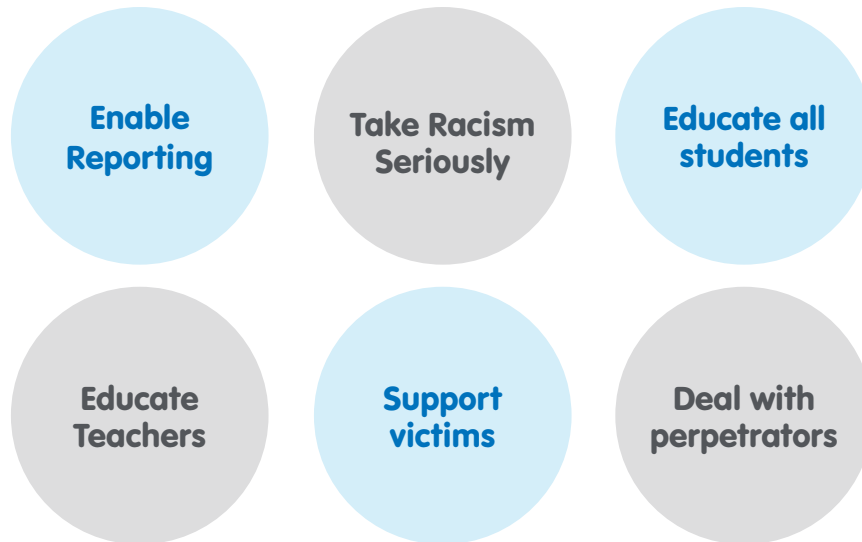 Enable
Reporting
Take Racism
Seriously
Educate all
students
Educate
Teachers
Support
victims
Deal with
perpetrators